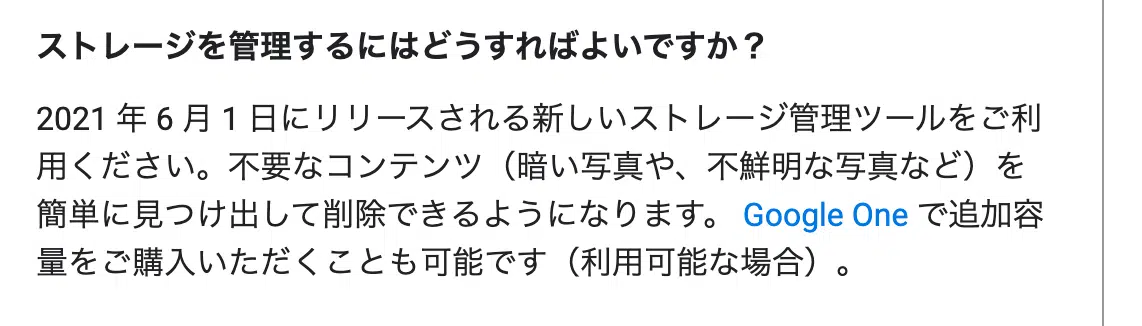 ストレージを管理するにはどうすればよいですか？
2021 年 6 月 1 日にリリースされる新しいストレージ管理ツールをご利
用ください。不要なコンテンツ（暗い写真や、不鮮明な写真など）を
簡単に見つけ出して削除できるようになります。 Google One で追加容
量をご購入いただくことも可能です（利用可能な場合）。